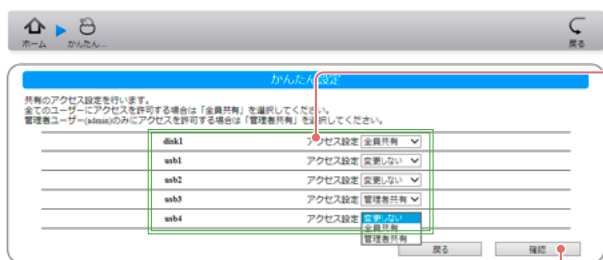 ホーム かんたん... 戻る
かんたん設定
共有のアクセス設定を行います。
全てのユーザーにアクセスを許可する場合は「全員共有」を選択してください。
管理者ユーザー(admin)のみにアクセスを許可する場合は「管理者共有」を選択してください。
disk1 アクセス設定 全員共有
usb1 アクセス設定 変更しない
usb2 アクセス設定 変更しない
usb3 アクセス設定 管理者共有
usb4 アクセス設定 変更しない
全員共有
管理者共有
戻る 確認